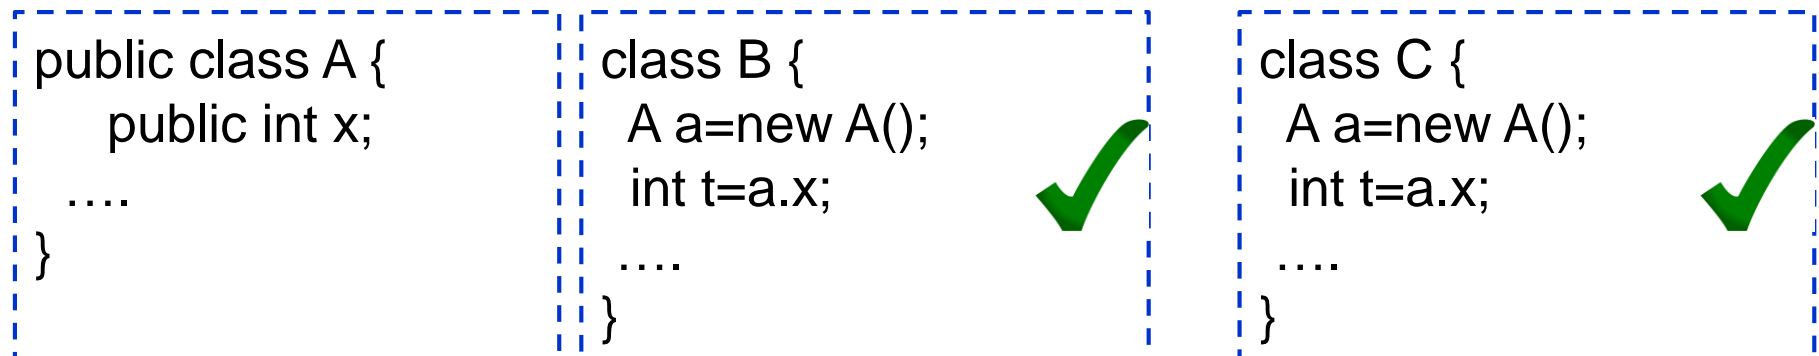 public class A {
public int x;
….
}
class B {
A a=new A();
int t=a.x;
….
}
class C {
A a=new A();
int t=a.x;
….
}